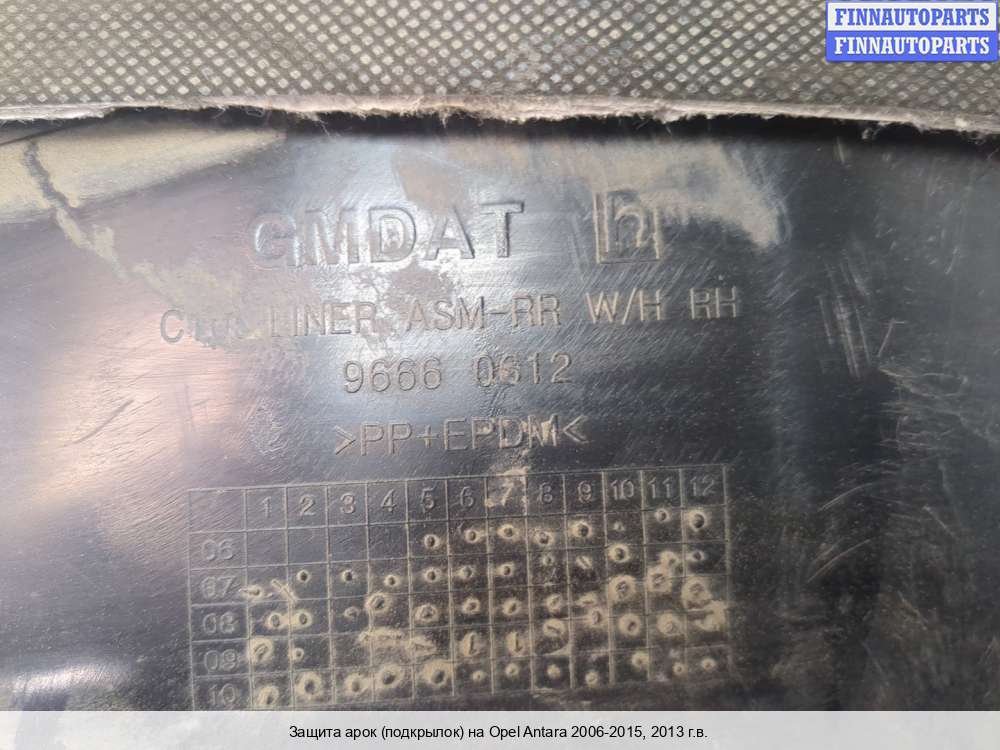 FINNAUTOPARTS
FINNAUTOPARTS
GMDAT h
LINER ASM-RR W/H RH
9666 0612
>PP+EPDM<
1 2 3 4 5 6 7 8 9 10 11 12
06
07
08
09
10
Защита арок (подкрылок) на Opel Antara 2006-2015, 2013 г.в.